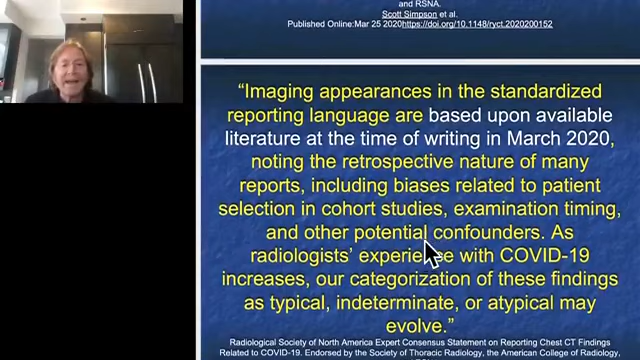 and RSNA.
Scott Simpson et al.
Published Online:Mar 25 2020https://doi.org/10.1148/ryct.2020200152
“Imaging appearances in the standardized
reporting language are based upon available
literature at the time of writing in March 2020,
noting the retrospective nature of many
reports, including biases related to patient
selection in cohort studies, examination timing,
and other potential confounders. As
radiologists’ experience with COVID-19
increases, our categorization of these findings
as typical, indeterminate, or atypical may
evolve.”
Radiological Society of North America Expert Consensus Statement on Reporting Chest CT Findings
Related to COVID-19. Endorsed by the Society of Thoracic Radiology, the American College of Radiology,